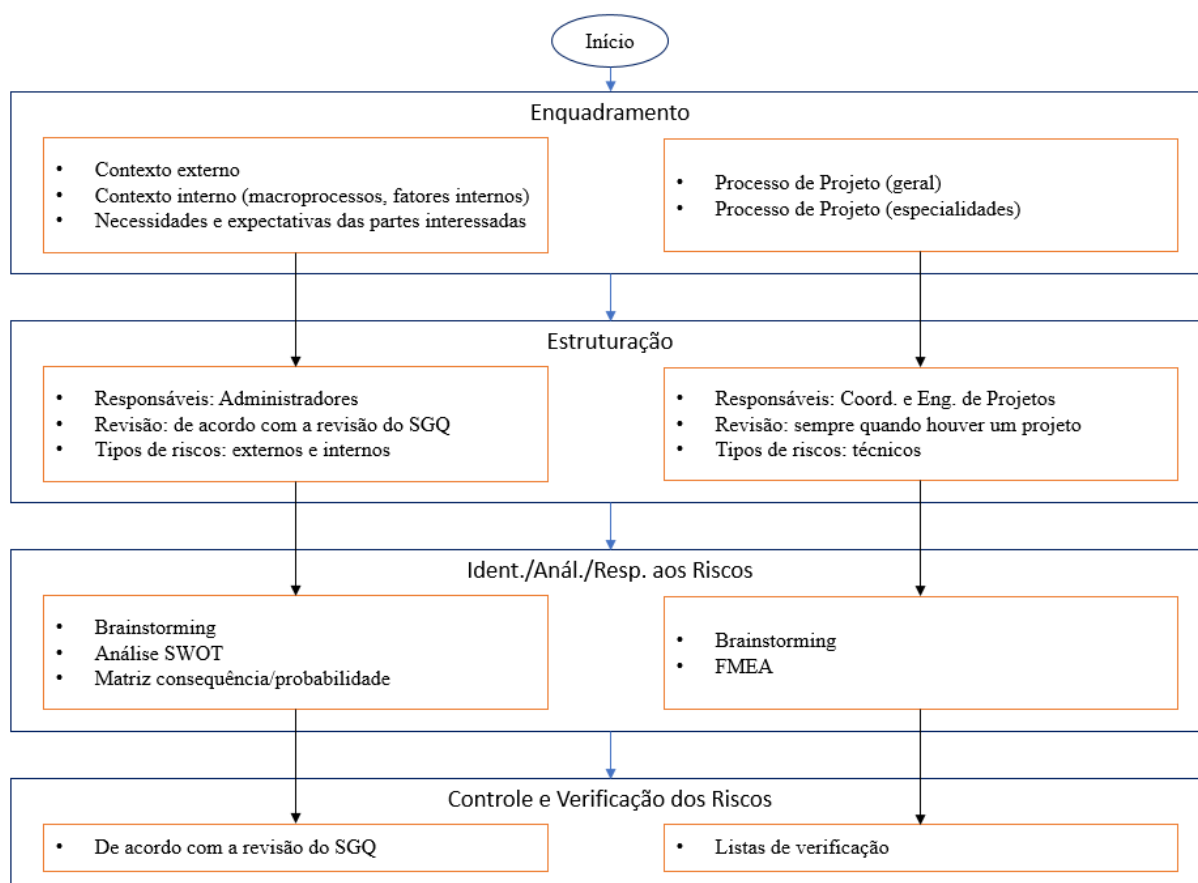 Início
Enquadramento
• Contexto externo
• Contexto interno (macroprocessos, fatores internos)
• Necessidades e expectativas das partes interessadas
• Processo de Projeto (geral)
• Processo de Projeto (especialidades)
Estruturação
• Responsáveis: Administradores
• Revisão: de acordo com a revisão do SGQ
• Tipos de riscos: externos e internos
• Responsáveis: Coord. e Eng. de Projetos
• Revisão: sempre quando houver um projeto
• Tipos de riscos: técnicos
Ident./Anál./Resp. aos Riscos
• Brainstorming
• Análise SWOT
• Matriz consequência/probabilidade
• Brainstorming
• FMEA
Controle e Verificação dos Riscos
• De acordo com a revisão do SGQ
• Listas de verificação